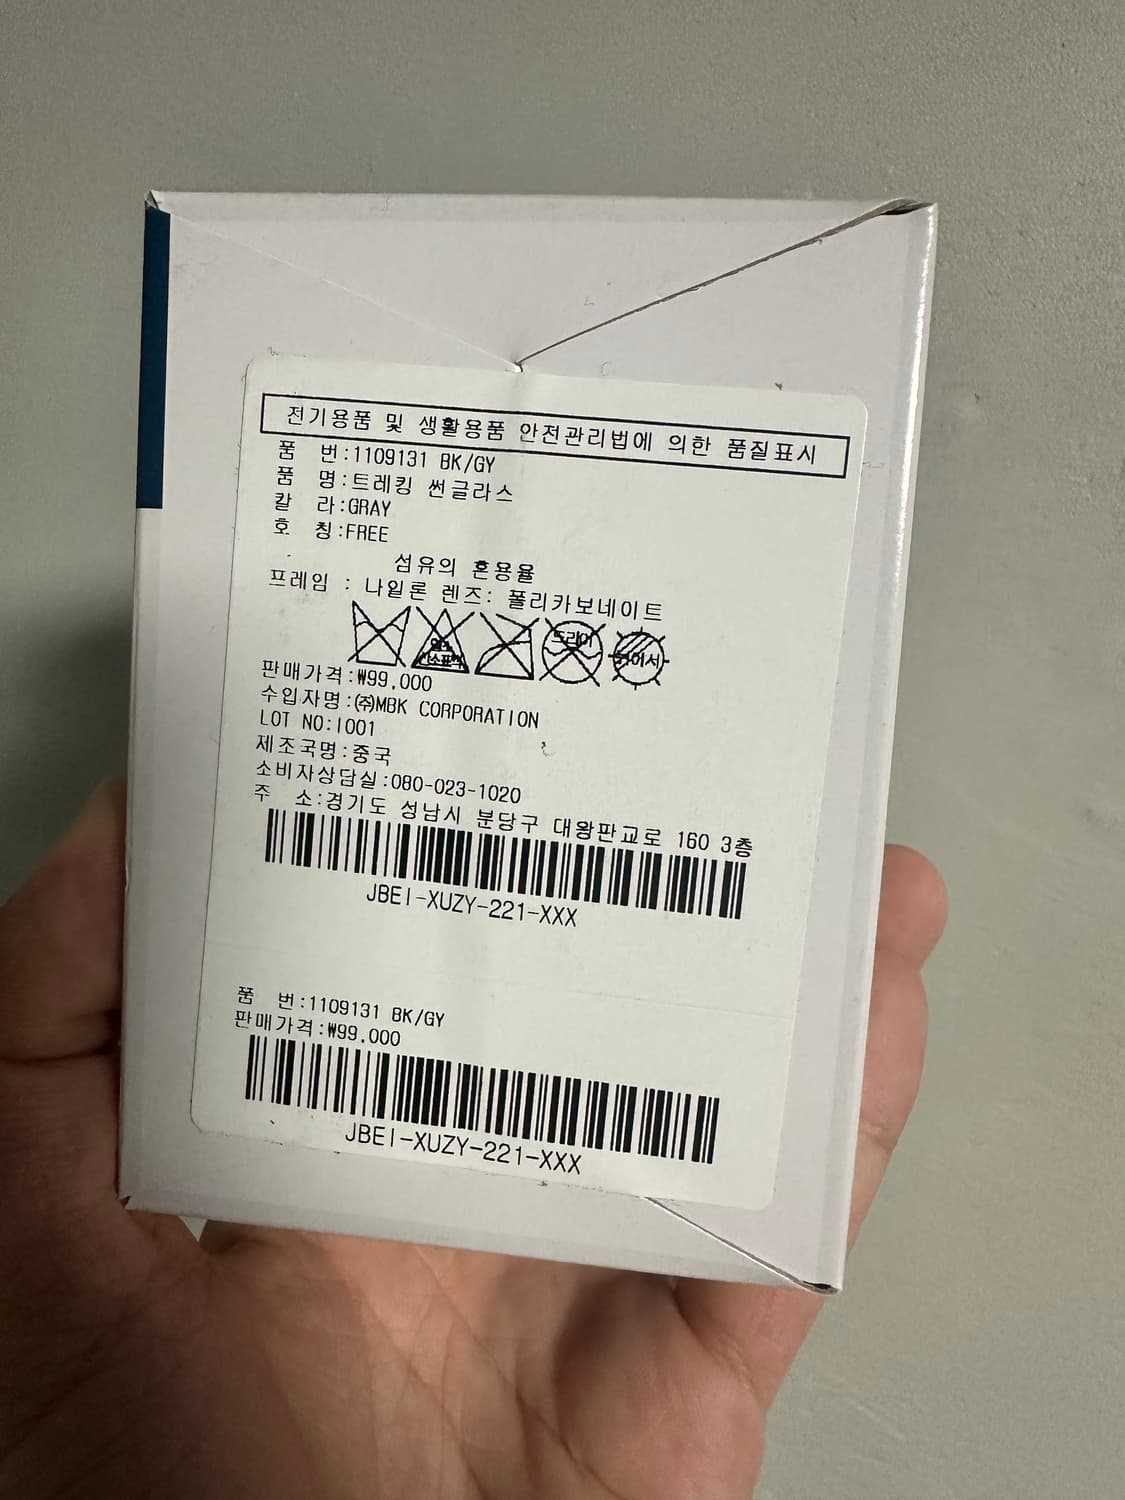 전기용품 및 생활용품 안전관리법에 의한 품질표시
품 번:1109131 BK/GY
품 명:트레킹 썬글라스
칼 라:GRAY
호 칭:FREE
섬유의 혼용율
프레임 : 나일론 렌즈: 폴리카보네이트
드라이
판매가격:₩99,000
수입자명:㈜MBK CORPORATION
LOT NO:I001
제조국명:중국
소비자상담실:080-023-1020
주 소:경기도 성남시 분당구 대왕판교로 160 3층
JBEI-XUZY-221-XXX
품 번:1109131 BK/GY
판매가격:₩99,000
JBEI-XUZY-221-XXX